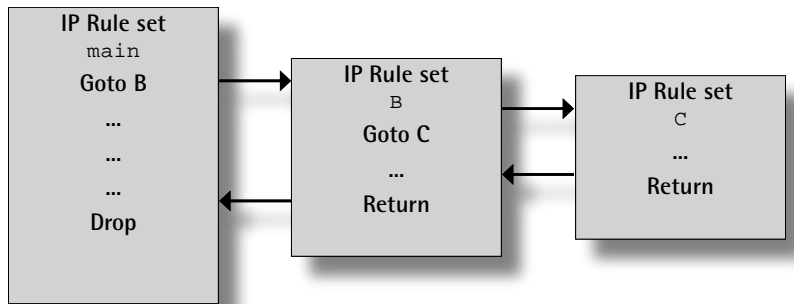 IP Rule set
main
Goto B
...
...
...
Drop
IP Rule set
B
Goto C
...
Return
IP Rule set
C
...
Return